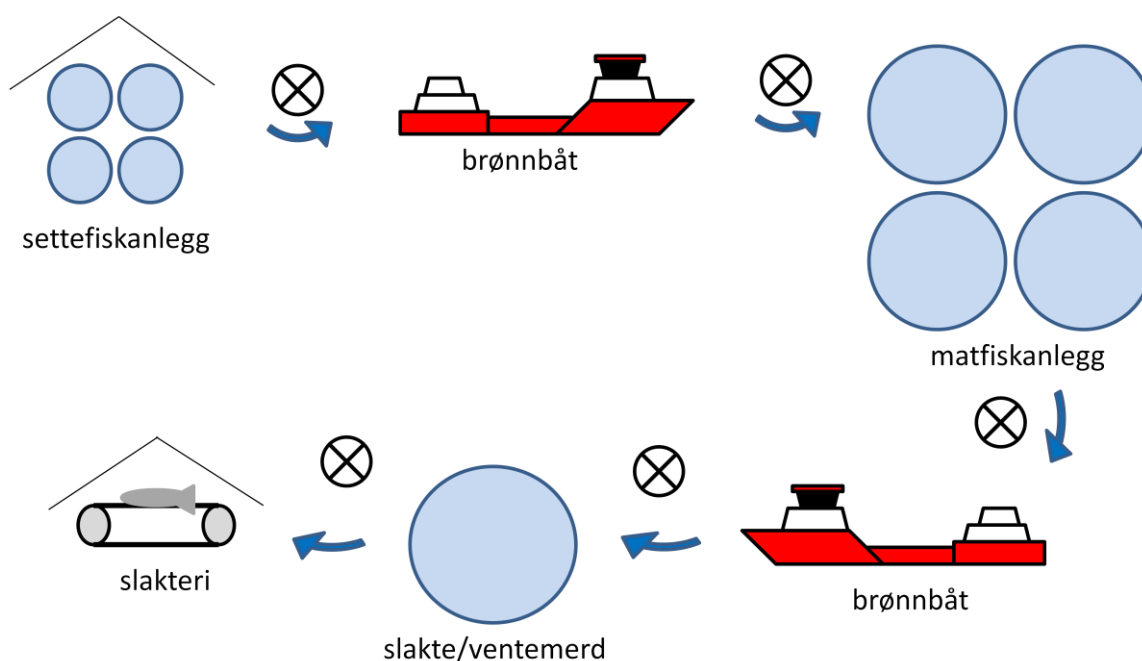 brønnbåt
settefiskanlegg
matfiskanlegg
slakteri
brønnbåt
slakte/ventemerd